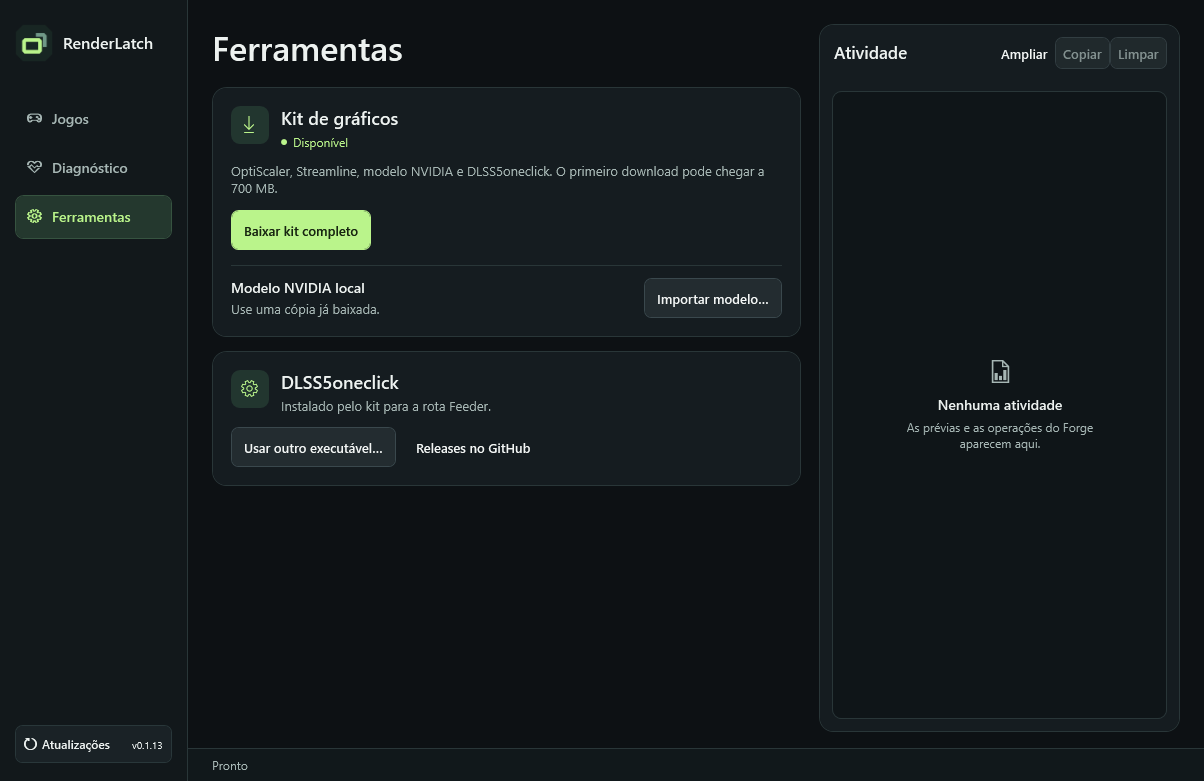 RenderLatch
Jogos
Diagnóstico
Ferramentas
Atualizações v0.1.13
Ferramentas
Kit de gráficos
Disponível
OptiScaler, Streamline, modelo NVIDIA e DLSS5oneclick. O primeiro download pode chegar a
700 MB.
Baixar kit completo
Modelo NVIDIA local
Use uma cópia já baixada.
Importar modelo...
DLSS5oneclick
Instalado pelo kit para a rota Feeder.
Usar outro executável... Releases no GitHub
Atividade Ampliar Copiar Limpar
Nenhuma atividade
As prévias e as operações do Forge
aparecem aqui.
Pronto